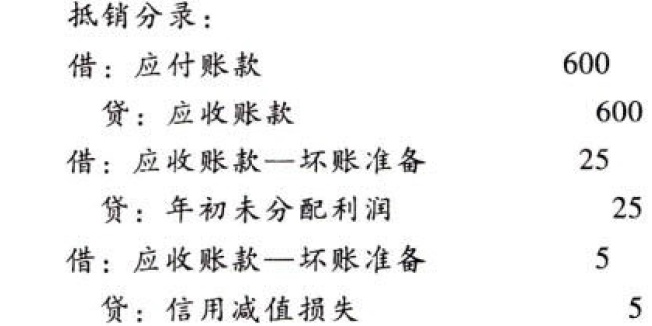 抵销分录：
借：应付账款 600
贷：应收账款 600
借：应收账款—坏账准备 25
贷：年初未分配利润 25
借：应收账款—坏账准备 5
贷：信用减值损失 5